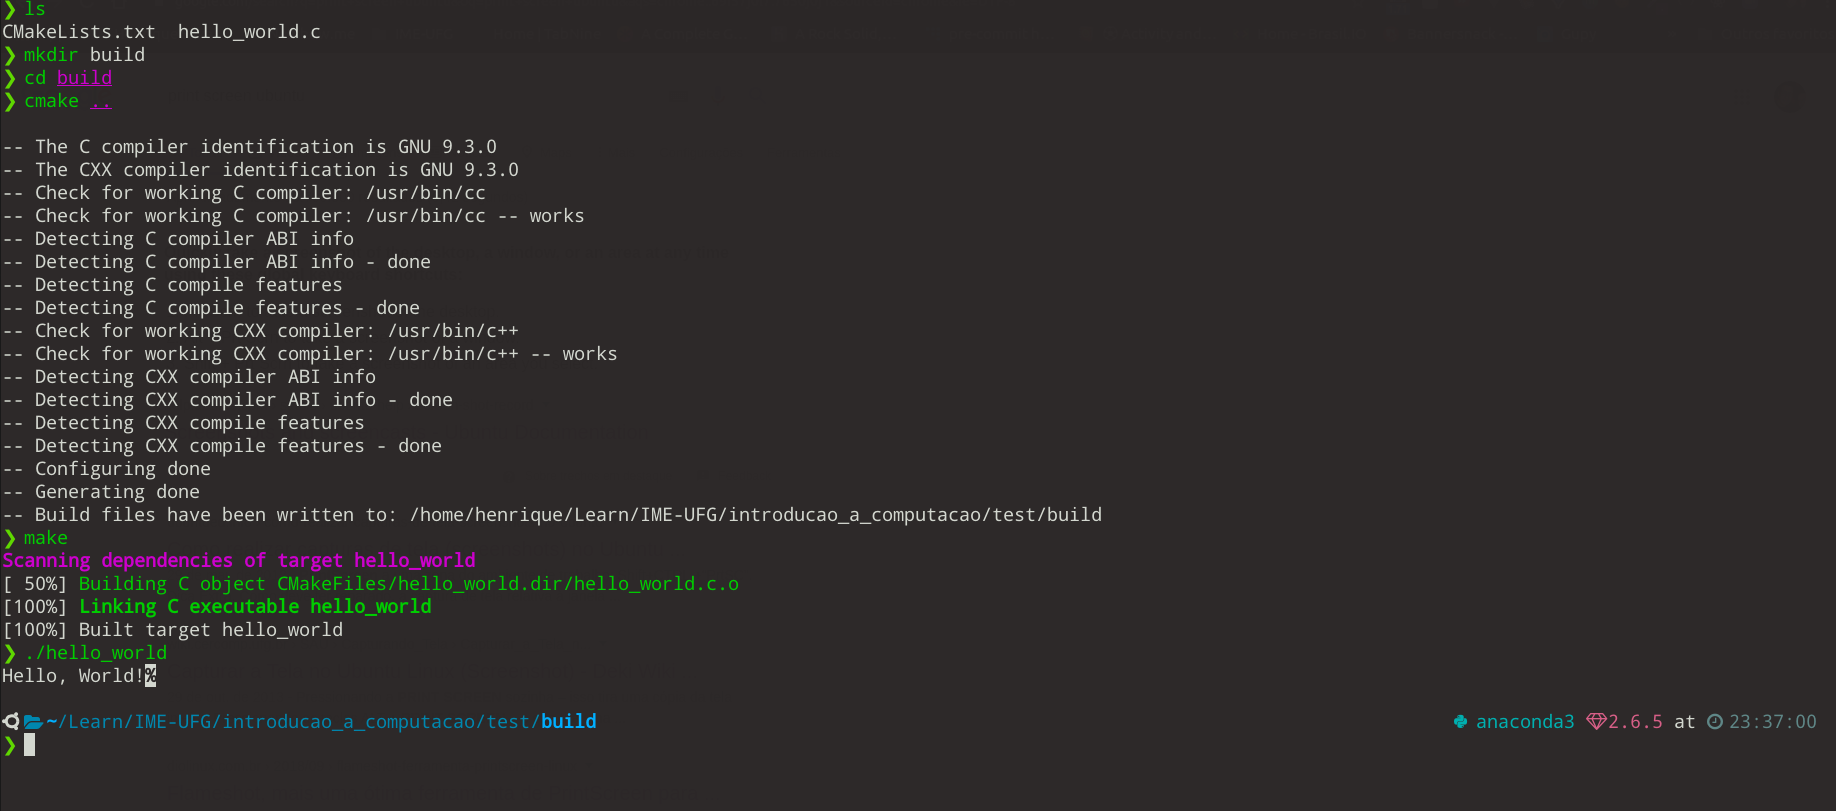 ❯ ls
CMakeLists.txt  hello_world.c
❯ mkdir build
❯ cd build
❯ cmake ..
-- The C compiler identification is GNU 9.3.0
-- The CXX compiler identification is GNU 9.3.0
-- Check for working C compiler: /usr/bin/cc
-- Check for working C compiler: /usr/bin/cc -- works
-- Detecting C compiler ABI info
-- Detecting C compiler ABI info - done
-- Detecting C compile features
-- Detecting C compile features - done
-- Check for working CXX compiler: /usr/bin/c++
-- Check for working CXX compiler: /usr/bin/c++ -- works
-- Detecting CXX compiler ABI info
-- Detecting CXX compiler ABI info - done
-- Detecting CXX compile features
-- Detecting CXX compile features - done
-- Configuring done
-- Generating done
-- Build files have been written to: /home/henrique/Learn/IME-UFG/introducao_a_computacao/test/build
❯ make
Scanning dependencies of target hello_world
[ 50%] Building C object CMakeFiles/hello_world.dir/hello_world.c.o
[100%] Linking C executable hello_world
[100%] Built target hello_world
❯ ./hello_world
Hello, World!%
~/Learn/IME-UFG/introducao_a_computacao/test/build anaconda3 2.6.5 at 23:37:00
❯